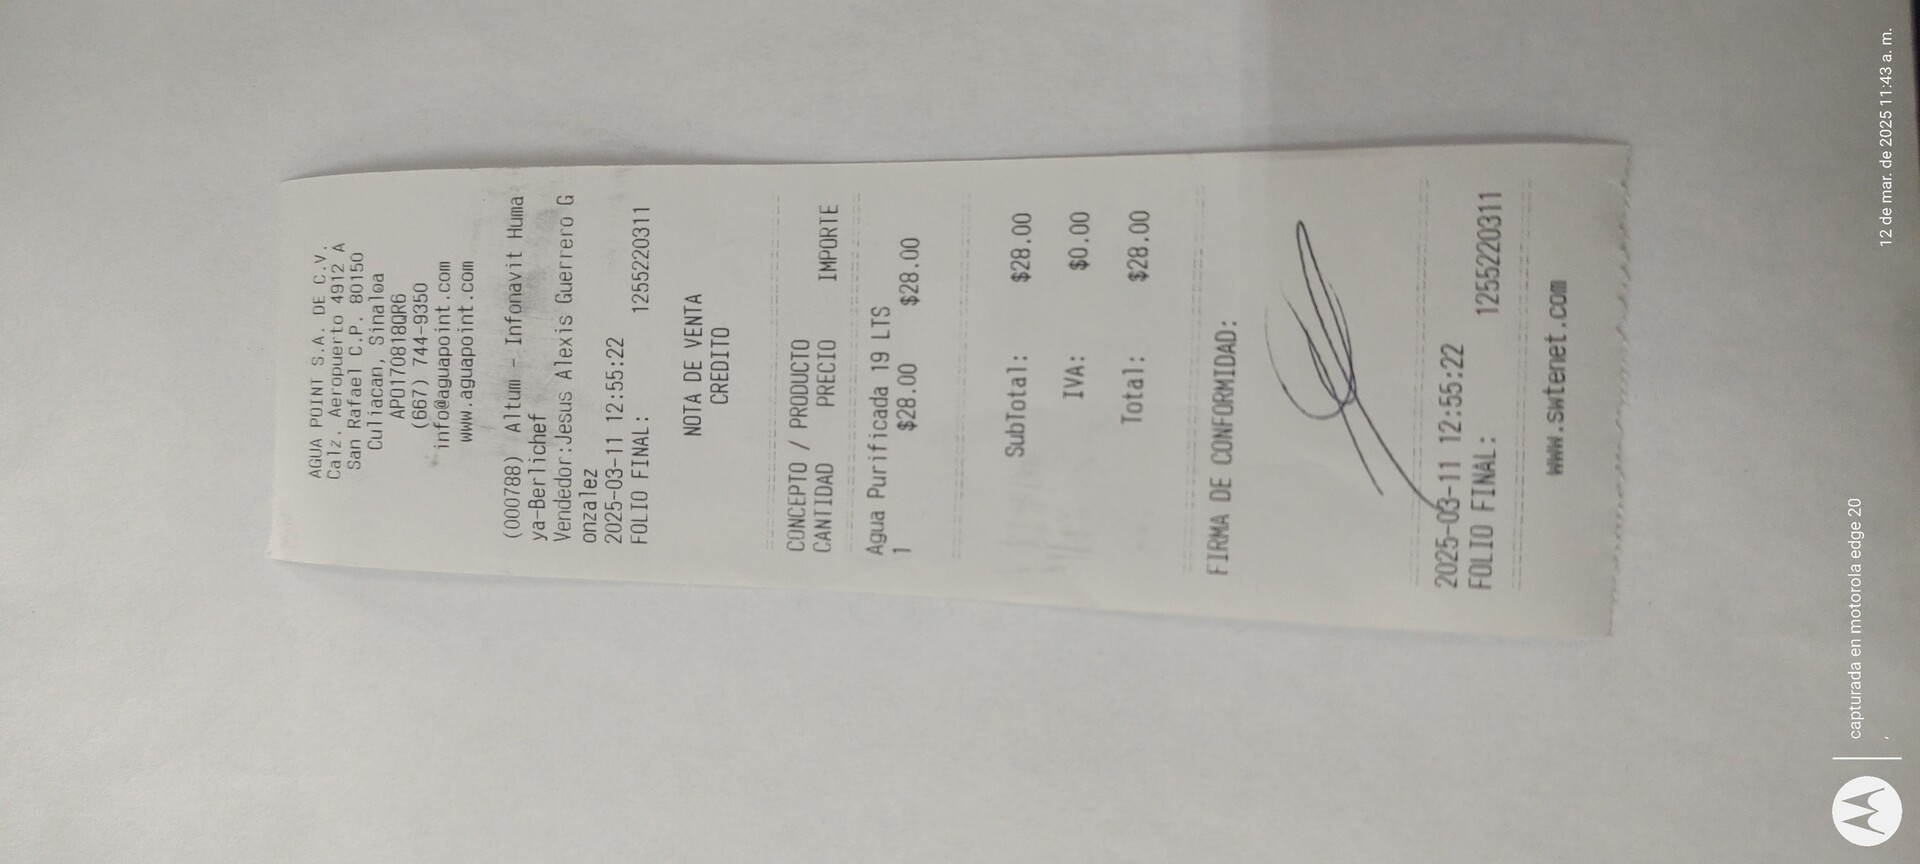 AGUA POINT S.A. DE C.V.
Calz. Aeropuerto 4912 A
San Rafael C.P. 80150
Culiacan, Sinaloa
APO170818QR6
(667) 744-9350
info@aguapoint.com
www.aguapoint.com
(000788) Altum - Infonavit Huma
ya-Berlichef
Vendedor:Jesus Alexis Guerrero G
onzalez
2025-03-11 12:55:22
FOLIO FINAL: 1255220311
NOTA DE VENTA
CREDITO
CONCEPTO / PRODUCTO
CANTIDAD PRECIO IMPORTE
Agua Purificada 19 LTS
1 $28.00 $28.00
SubTotal: $28.00
IVA: $0.00
Total: $28.00
FIRMA DE CONFORMIDAD:
2025-03-11 12:55:22
FOLIO FINAL: 1255220311
www.swtenet.com
capturada en motorola edge 20
12 de mar. de 2025 11:43 a. m.